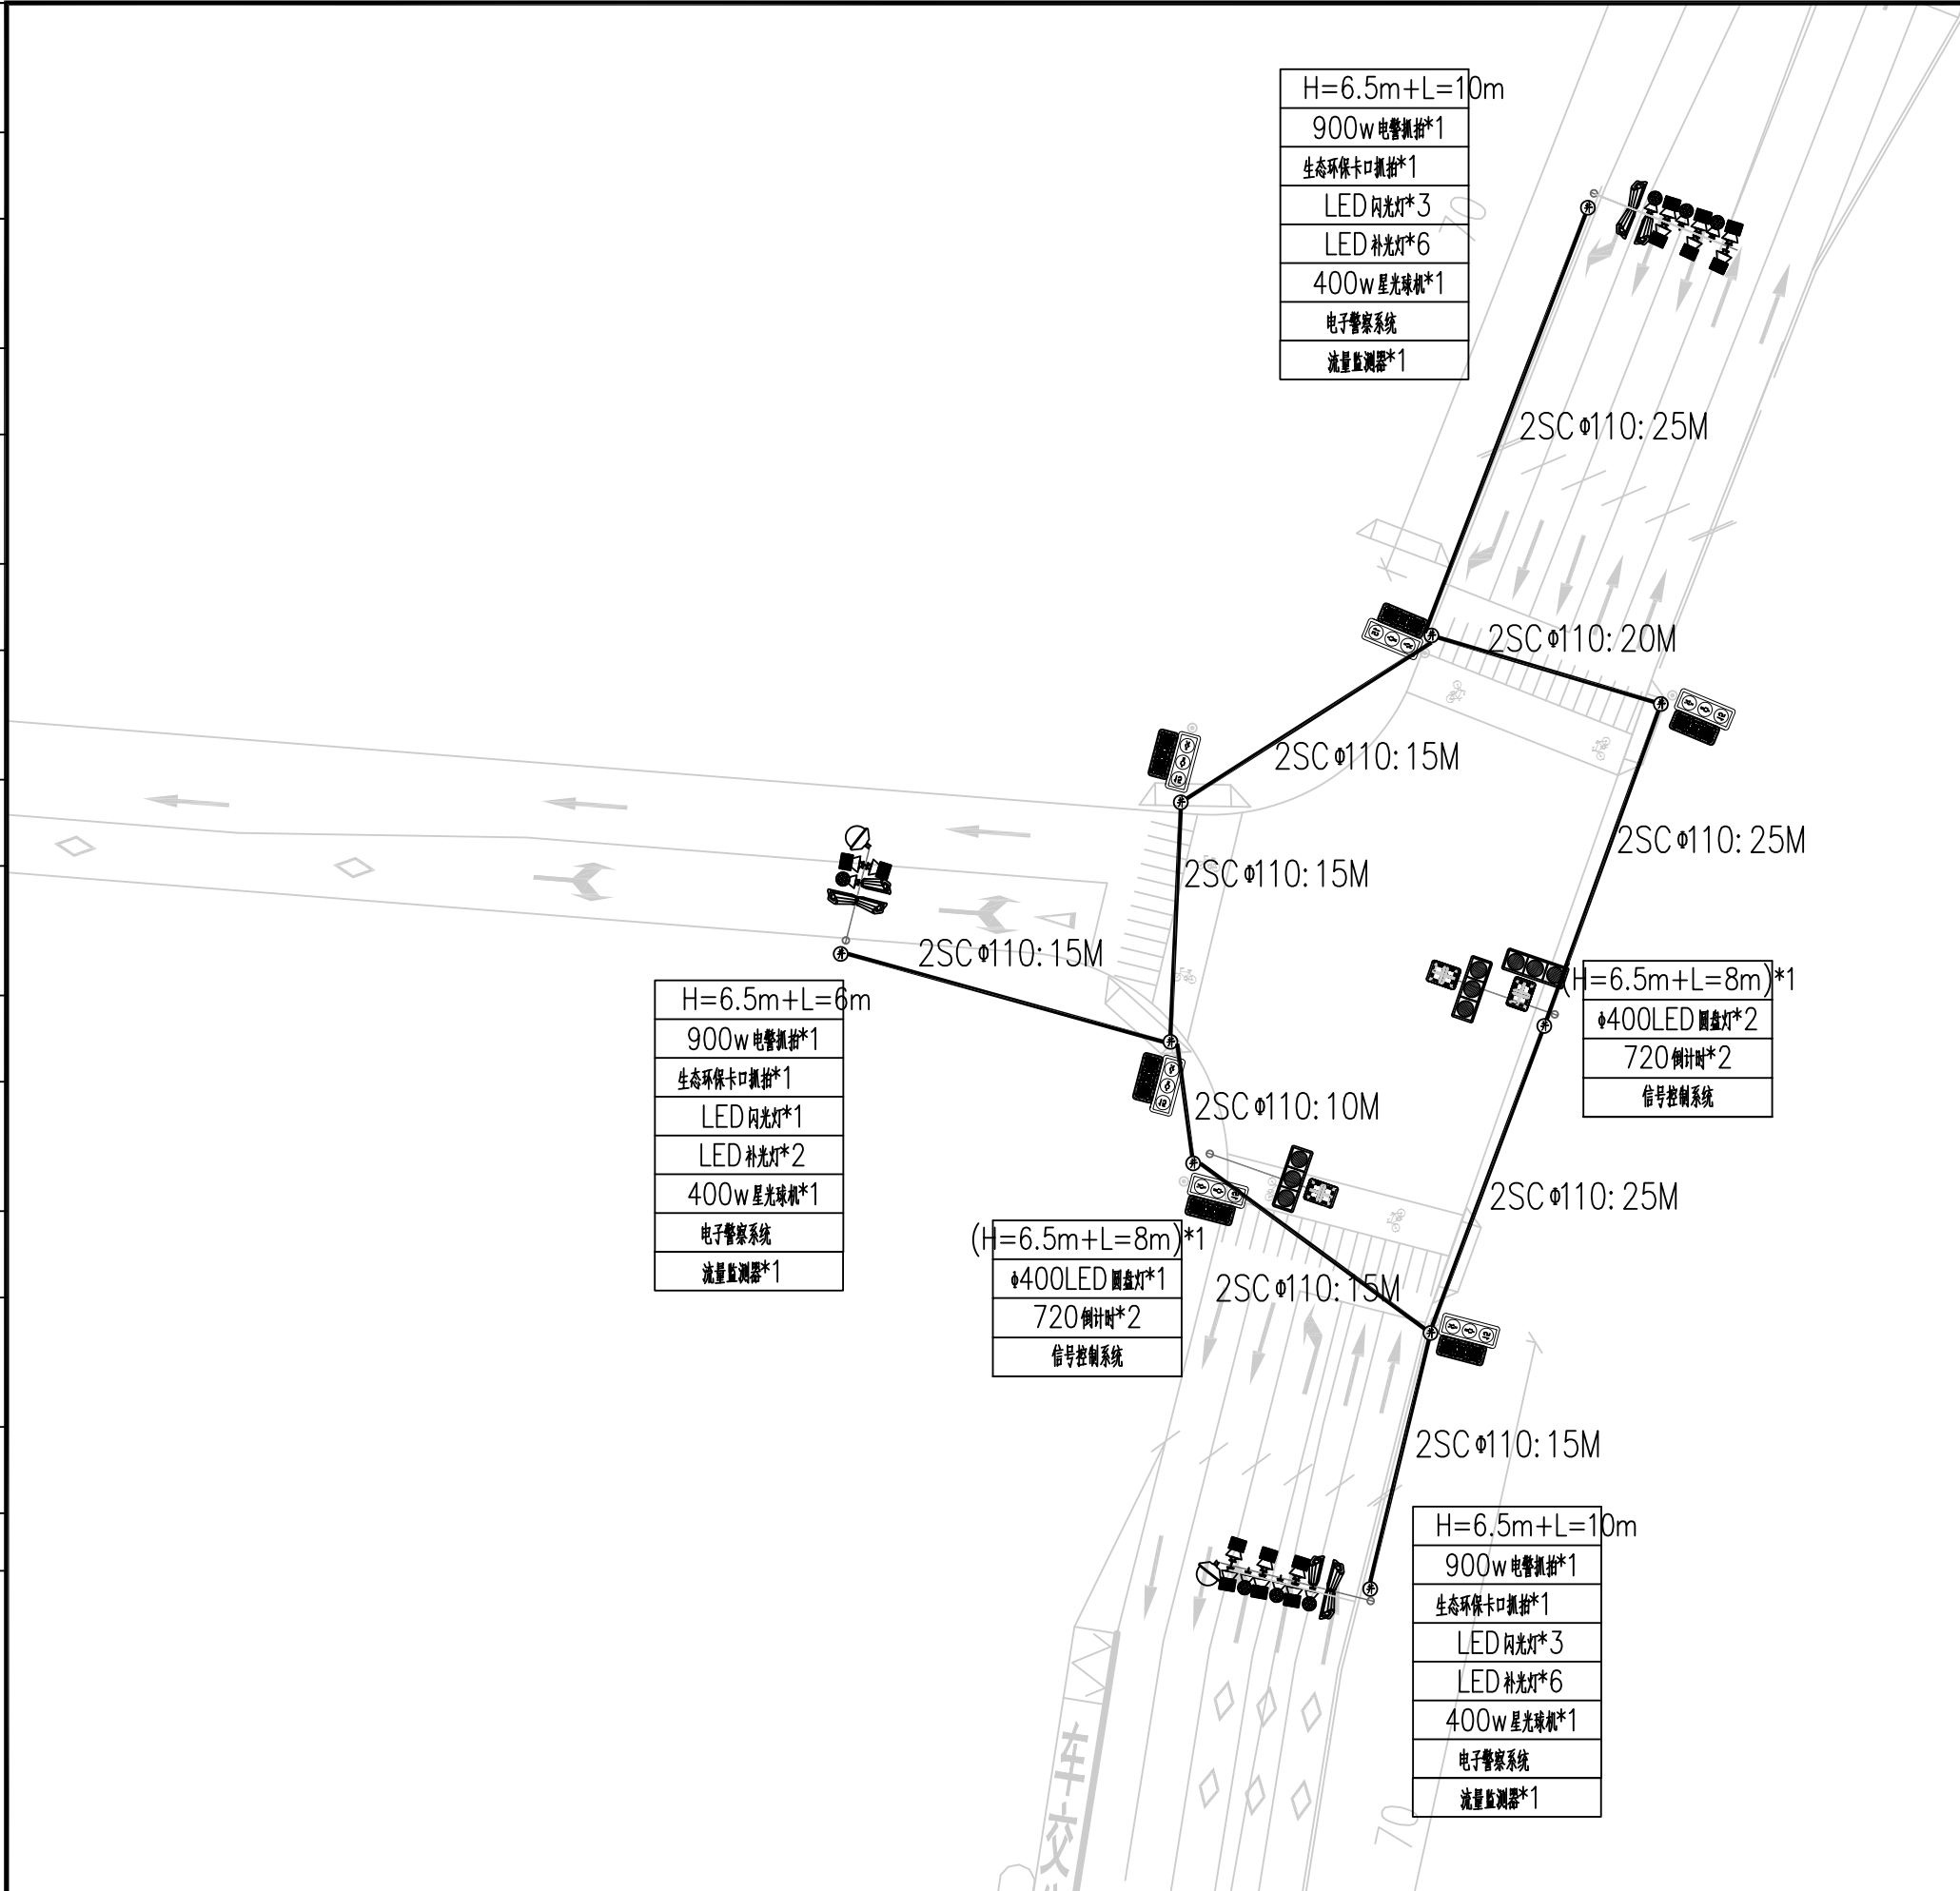 H=6.5m+L=10m
900w电警抓拍*1
生态环保卡口抓拍*1
LED闪光灯*3
LED补光灯*6
400w星光球机*1
电子警察系统
流量监测器*1
10
2SCΦ110:25M
2SCΦ110:20M
2SCΦ110:15M
2SCΦ110:25M
2SCΦ110:15M
2SCΦ110:15M
H=6.5m+L=6m
900w电警抓拍*1
生态环保卡口抓拍*1
LED闪光灯*1
LED补光灯*2
400w星光球机*1
电子警察系统
流量监测器*1
(H=6.5m+L=8m)*1
Φ400LED圆盘灯*2
720倒计时*2
信号控制系统
2SCΦ110:10M
2SCΦ110:25M
(H=6.5m+L=8m)*1
Φ400LED圆盘灯*1
720倒计时*2
信号控制系统
2SCΦ110:15M
2SCΦ110:15M
H=6.5m+L=10m
900w电警抓拍*1
生态环保卡口抓拍*1
LED闪光灯*3
LED补光灯*6
400w星光球机*1
电子警察系统
流量监测器*1
10
车交